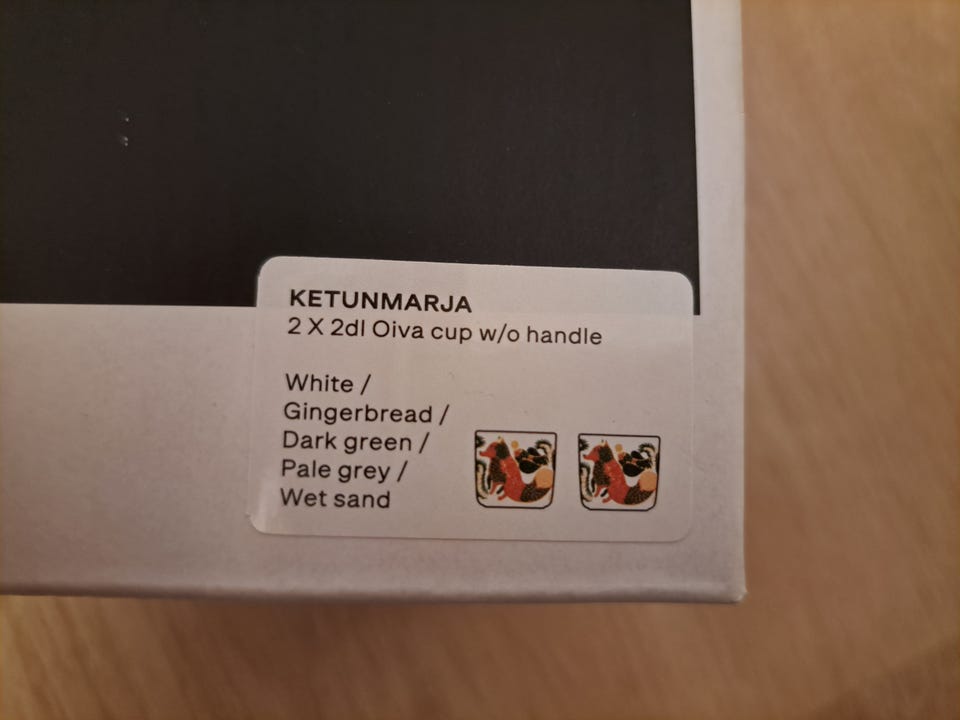 KETUNMARJA
2 X 2dl Oiva cup w/o handle
White /
Gingerbread /
Dark green /
Pale grey /
Wet sand